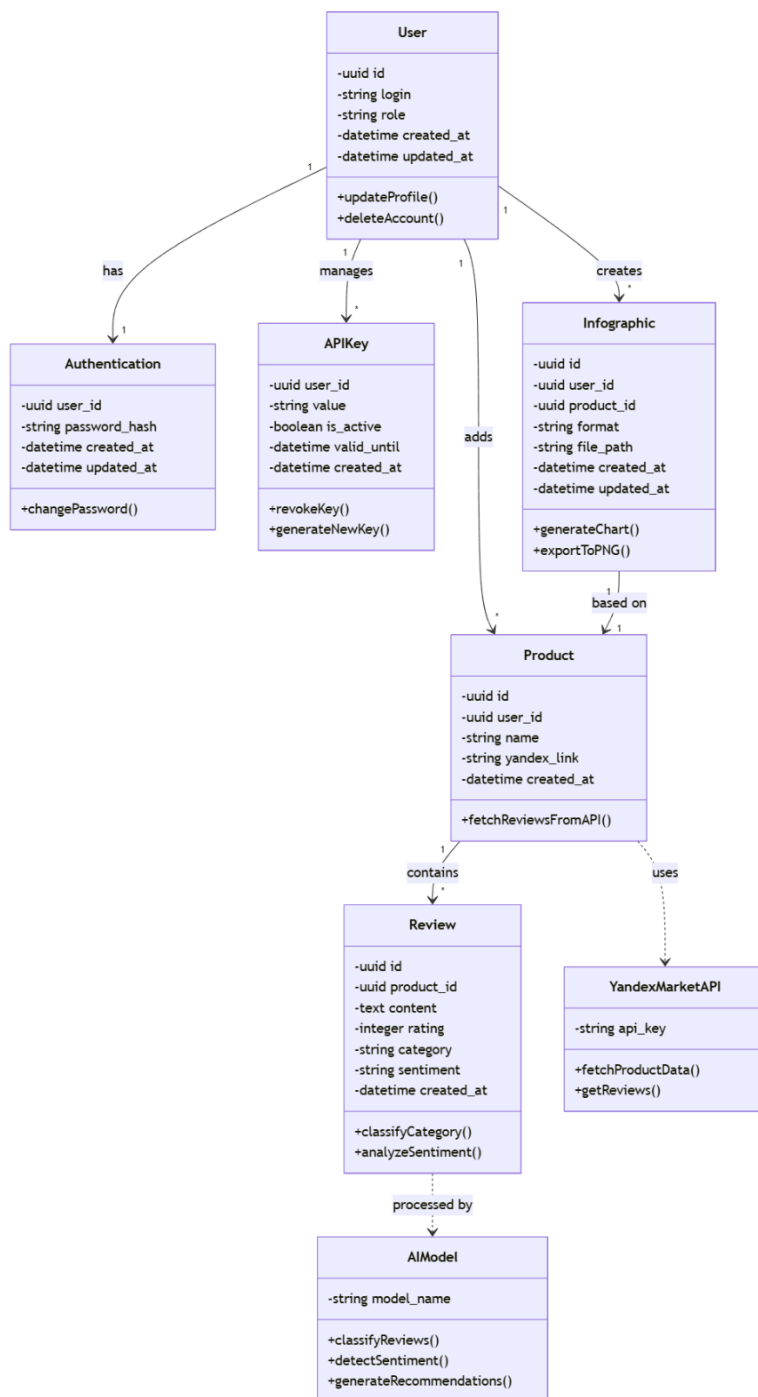 User
-uuid id
-string login
-string role
-datetime created_at
-datetime updated_at
+updateProfile()
+deleteAccount()
1
1
1
1
has
manages
creates
*
*
1
Authentication
-uuid user_id
-string password_hash
-datetime created_at
-datetime updated_at
+changePassword()
APIKey
-uuid user_id
-string value
-boolean is_active
-datetime valid_until
-datetime created_at
+revokeKey()
+generateNewKey()
adds
Infographic
-uuid id
-uuid user_id
-uuid product_id
-string format
-string file_path
-datetime created_at
-datetime updated_at
+generateChart()
+exportToPNG()
1
based on
*
1
Product
-uuid id
-uuid user_id
-string name
-string yandex_link
-datetime created_at
+fetchReviewsFromAPI()
1
contains
uses
*
Review
-uuid id
-uuid product_id
-text content
-integer rating
-string category
-string sentiment
-datetime created_at
+classifyCategory()
+analyzeSentiment()
YandexMarketAPI
-string api_key
+fetchProductData()
+getReviews()
processed by
AIModel
-string model_name
+classifyReviews()
+detectSentiment()
+generateRecommendations()